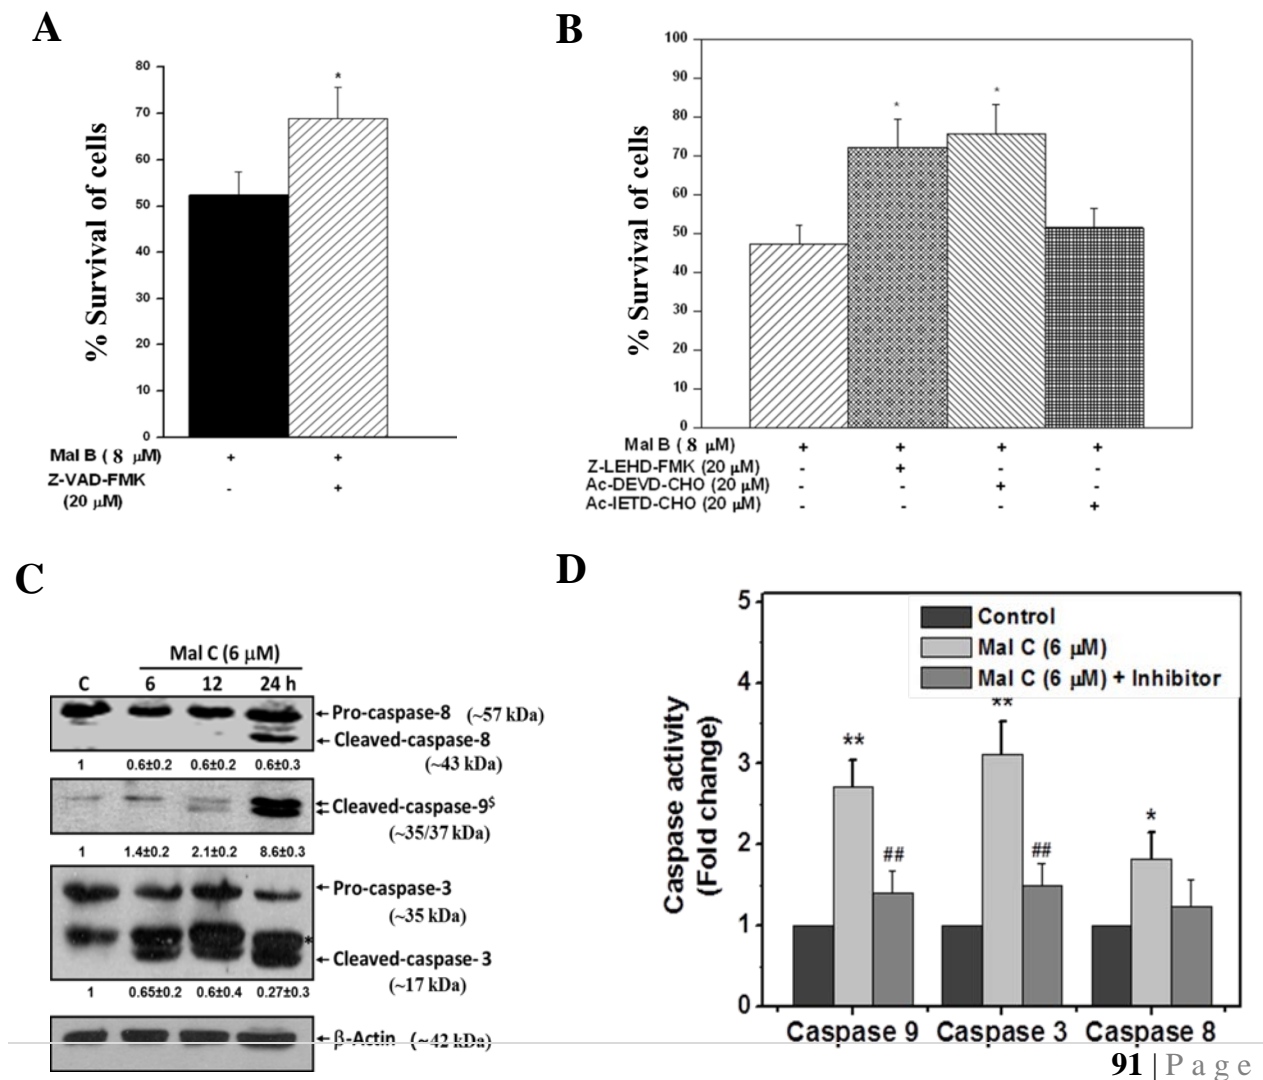 A
80
70
60
50
40
30
20
10
0
% Survival of cells
*
Mal B ( 8 µM) + +
Z-VAD-FMK - +
(20 µM)
B
100
90
80
70
60
50
40
30
20
10
0
% Survival of cells
* *
Mal B ( 8 µM) + + + +
Z-LEHD-FMK (20 µM) - + - -
Ac-DEVD-CHO (20 µM) - - + -
Ac-IETD-CHO (20 µM) - - - +
C
Mal C (6 µM)
C 6 12 24 h
Pro-caspase-8 (~57 kDa)
Cleaved-caspase-8
(~43 kDa)
1 0.6±0.2 0.6±0.2 0.6±0.3
Cleaved-caspase-9$
(~35/37 kDa)
1 1.4±0.2 2.1±0.2 8.6±0.3
Pro-caspase-3
(~35 kDa)
*
Cleaved-caspase- 3
(~17 kDa)
1 0.65±0.2 0.6±0.4 0.27±0.3
β-Actin (~42 kDa)
D
5
4
3
2
1
0
Caspase activity
(Fold change)
Control
Mal C (6 µM)
Mal C (6 µM) + Inhibitor
** ## ** ## *
Caspase 9 Caspase 3 Caspase 8
91 | P a g e